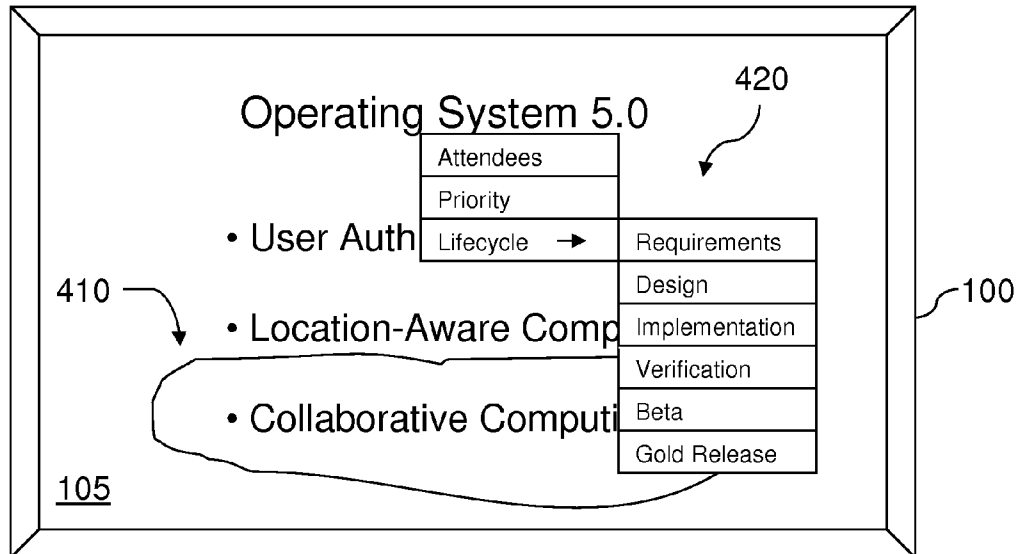 420
Operating System 5.0
Attendees
Priority
• User Auth
Lifecycle →
Requirements
Design
410
100
• Location-Aware Comp
Implementation
Verification
• Collaborative Computi
Beta
Gold Release
105